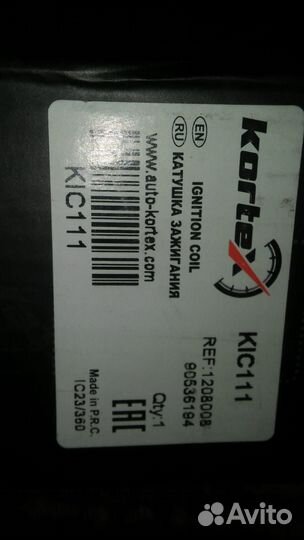 kortex
KIC111
EN IGNITION COIL
RU КАТУШКА ЗАЖИГАНИЯ
REF:1208008
90536194
www.auto-kortex.com
Qty:1
KIC111
EAC
Made in P.R.C.
IC23/360
Avito